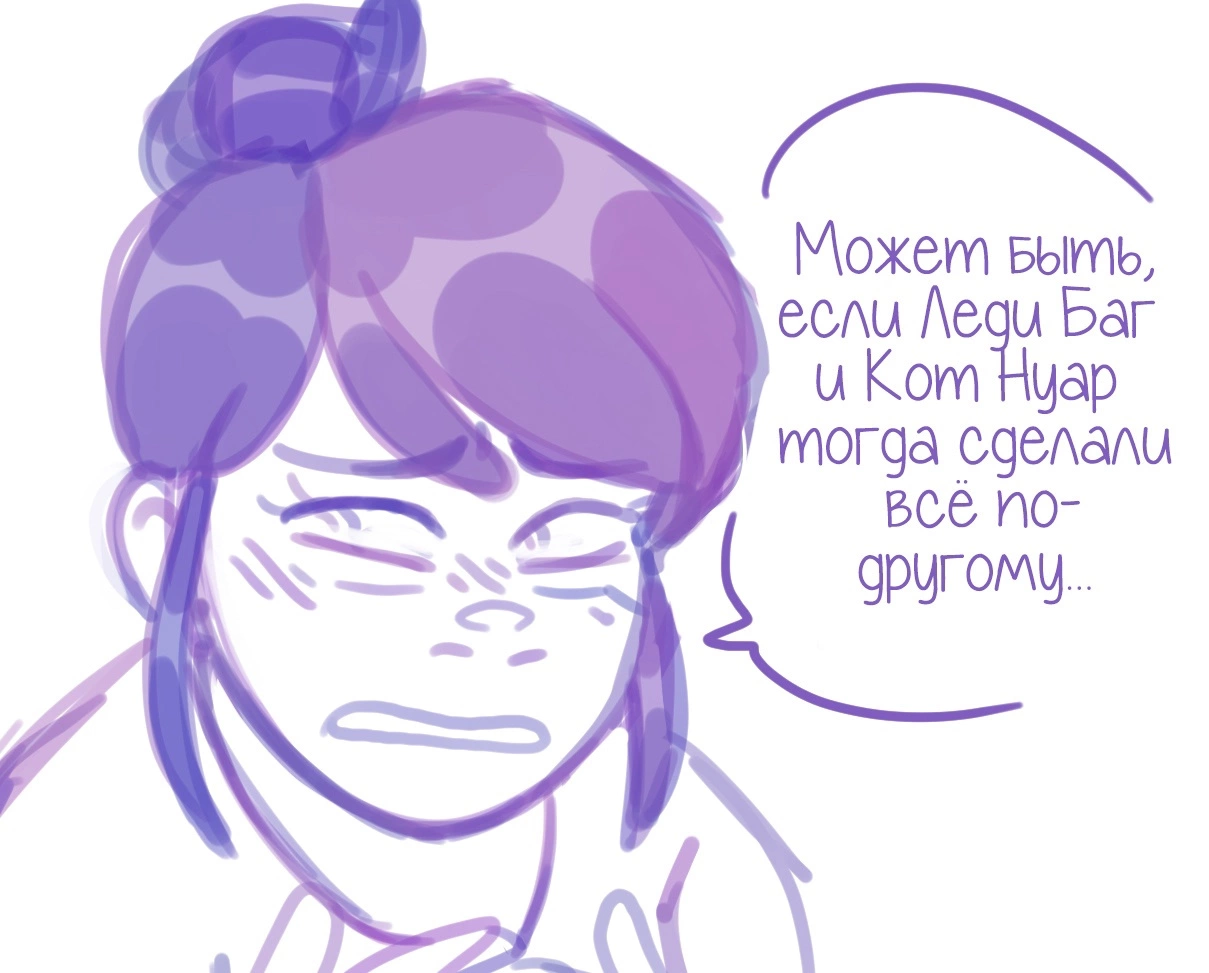 Может быть,
если Леди Баг
и Кот Нуар
тогда сделали
всё по-
другому...